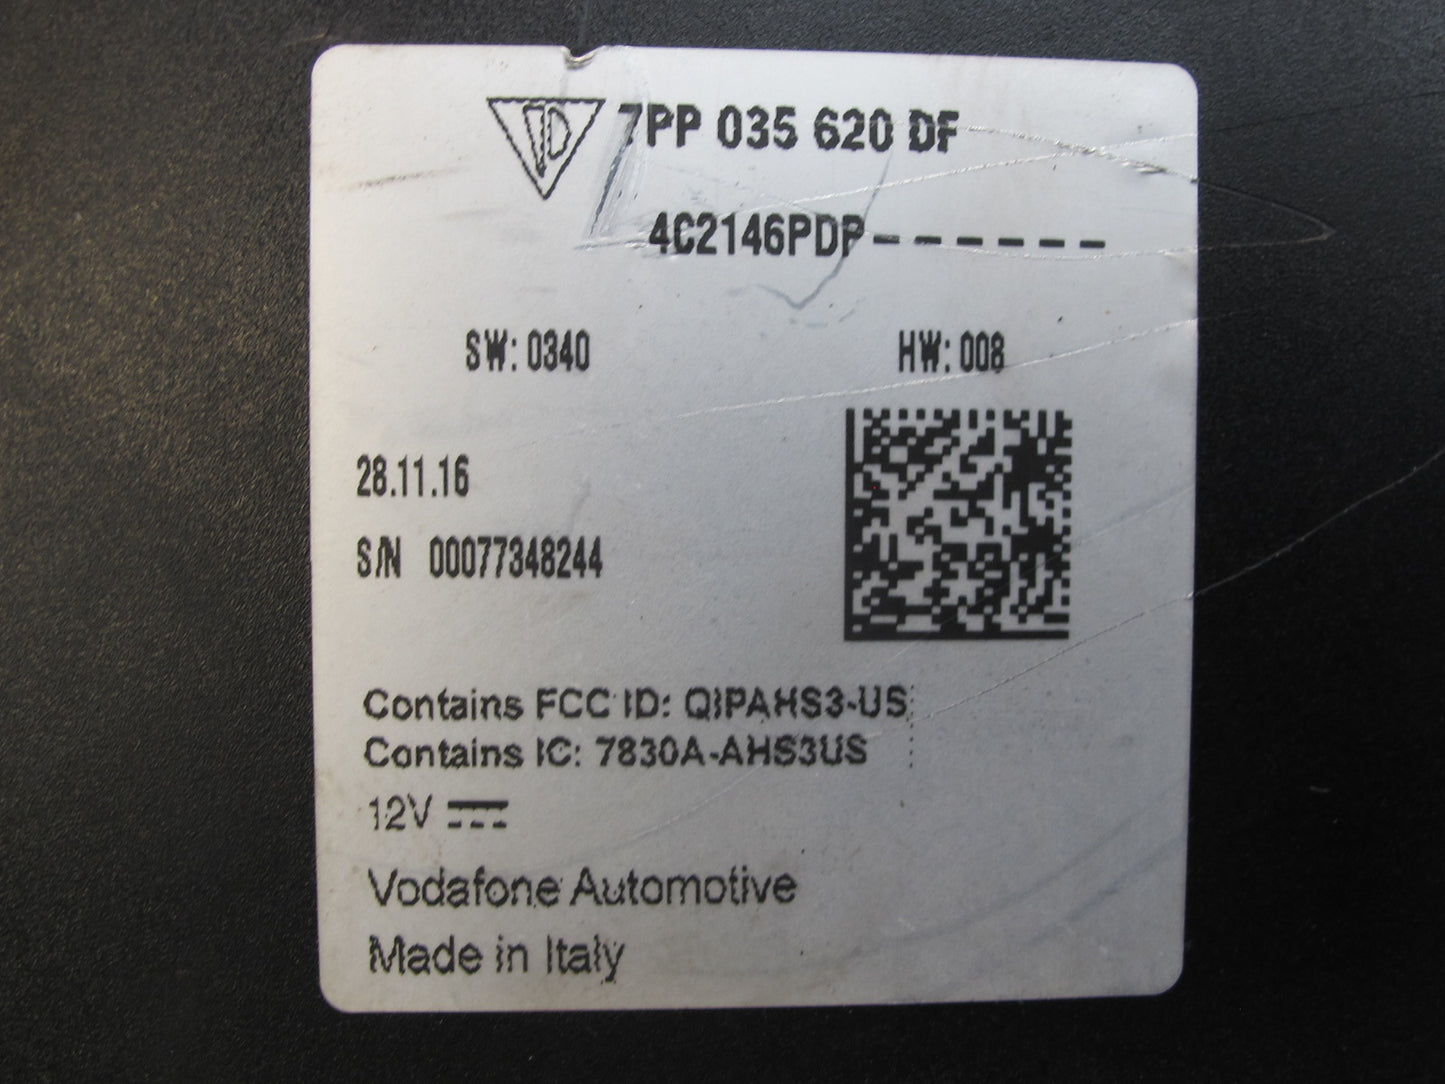 7PP 035 620 DF
4C2146PDP------
SW: 0340 HW: 008
28.11.16
S/N 00077348244
Contains FCC ID: QIPAHS3-US
Contains IC: 7830A-AHS3US
12V
Vodafone Automotive
Made in Italy